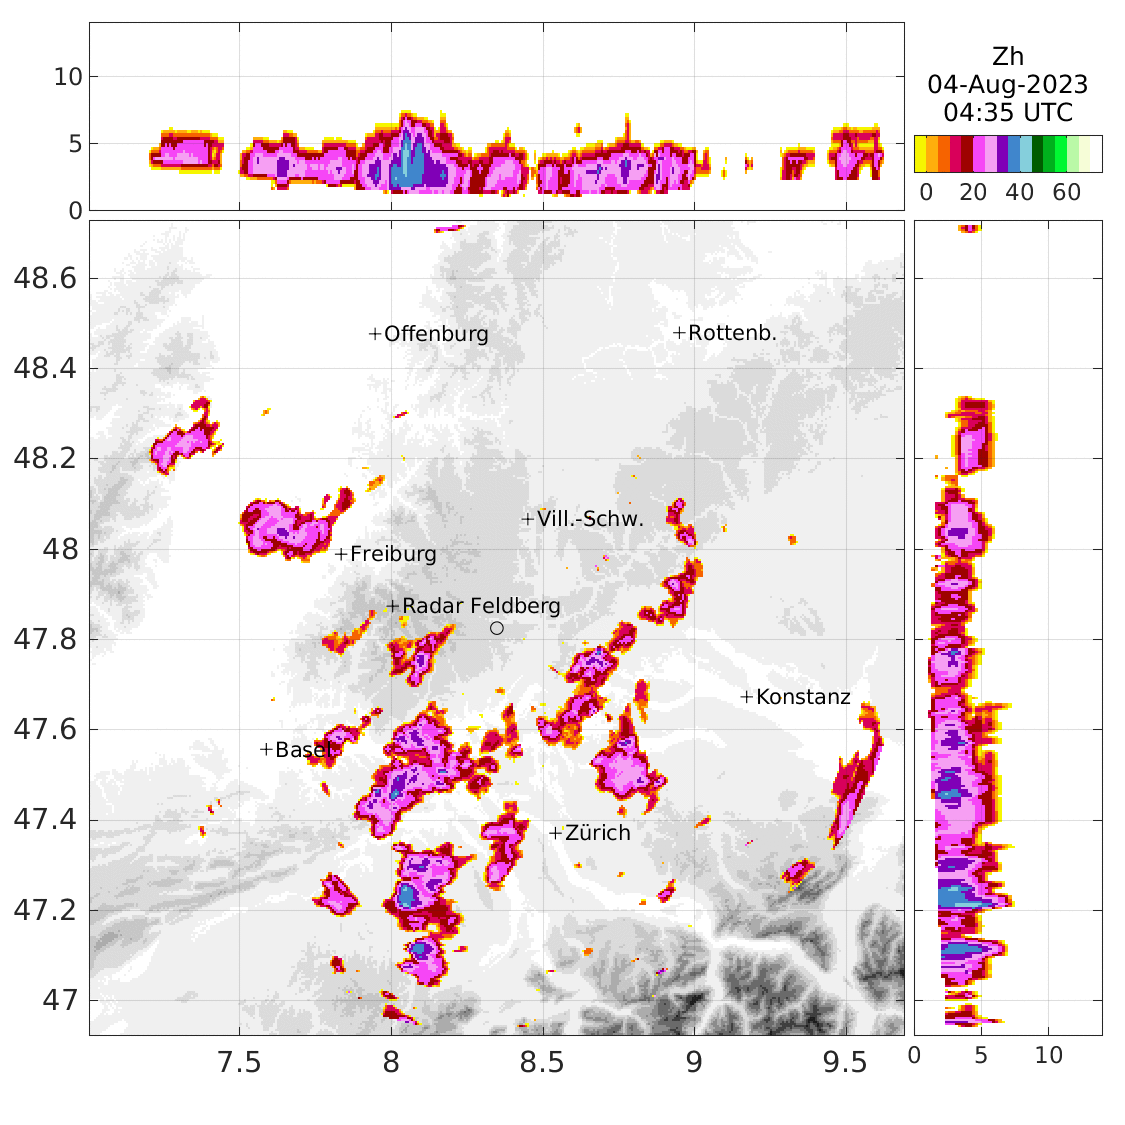 10
5
0
Zh
04-Aug-2023
04:35 UTC
0 20 40 60
48.6
48.4
48.2
48
47.8
47.6
47.4
47.2
47
+Offenburg
+Rottenb.
+Vill.-Schw.
+Freiburg
+Radar Feldberg
+Konstanz
+Basel
+Zürich
7.5 8 8.5 9 9.5
0 5 10